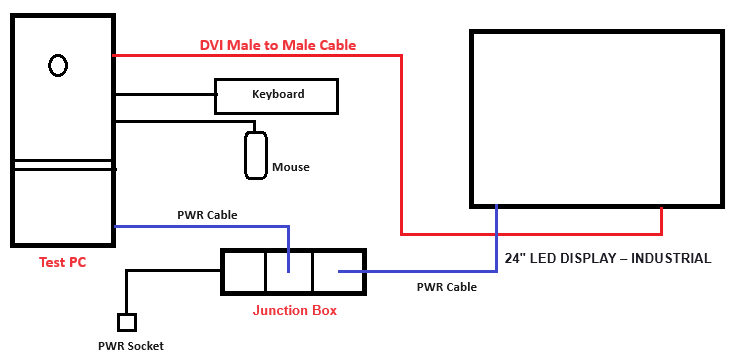 DVI Male to Male Cable
Keyboard
Mouse
PWR Cable
Test PC
24" LED DISPLAY – INDUSTRIAL
PWR Cable
Junction Box
PWR Socket